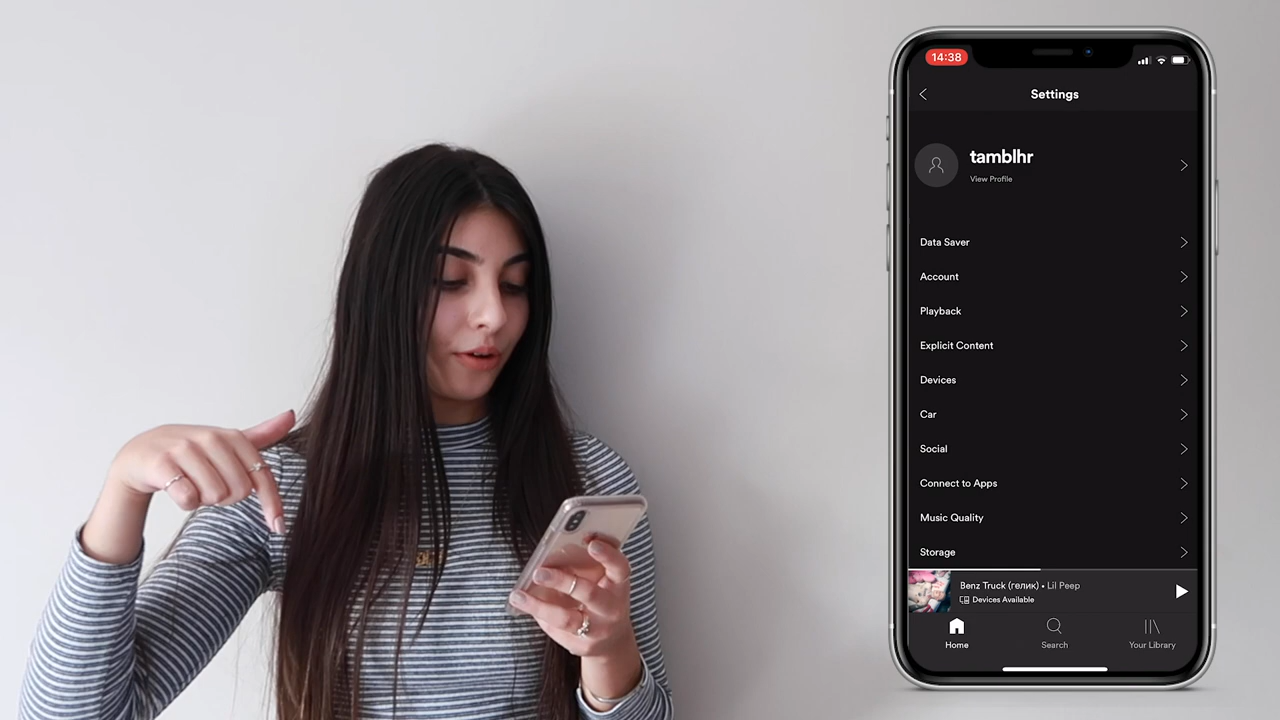 14:38
Settings
tamblhr
View Profile
Data Saver
Account
Playback
Explicit Content
Devices
Car
Social
Connect to Apps
Music Quality
Storage
Benz Truck (гелик) • Lil Peep
Devices Available
Home
Search
Your Library